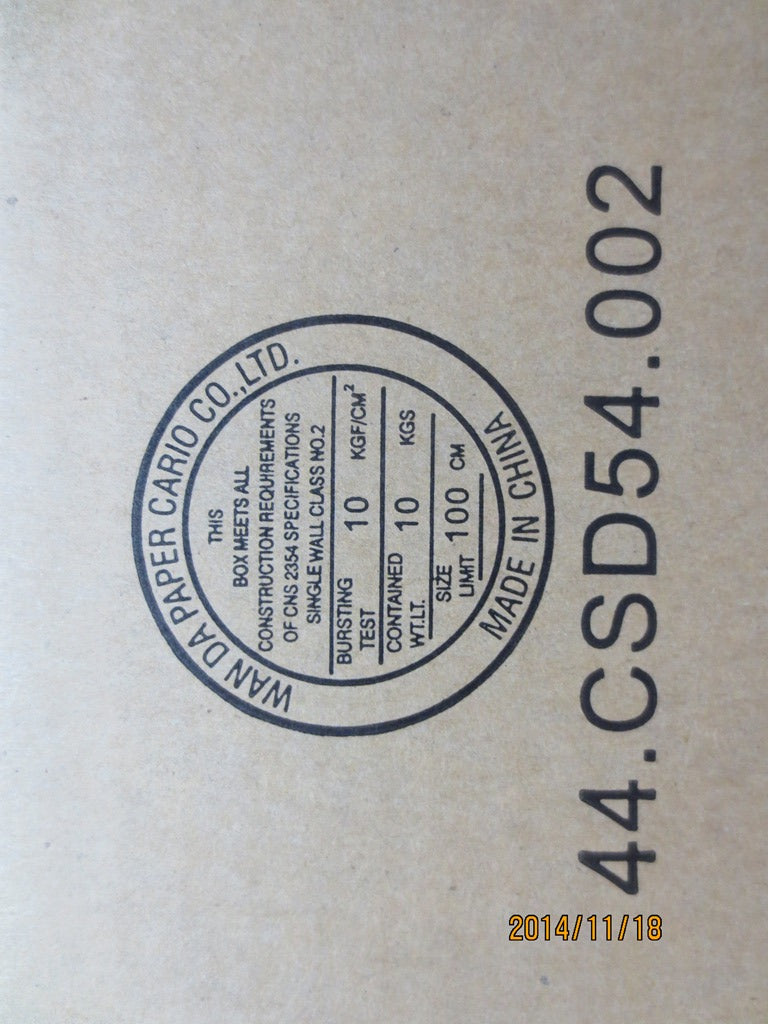 WAN DA PAPER CARIO CO.,LTD.
THIS
BOX MEETS ALL
CONSTRUCTION REQUIREMENTS
OF CNS 2354 SPECIFICATIONS
SINGLE WALL CLASS NO.2
BURSTING TEST 10 KGF/CM²
CONTAINED WT.LT. 10 KGS
SIZE LIMIT 100 CM
MADE IN CHINA
44.CSD54.002
2014/11/18